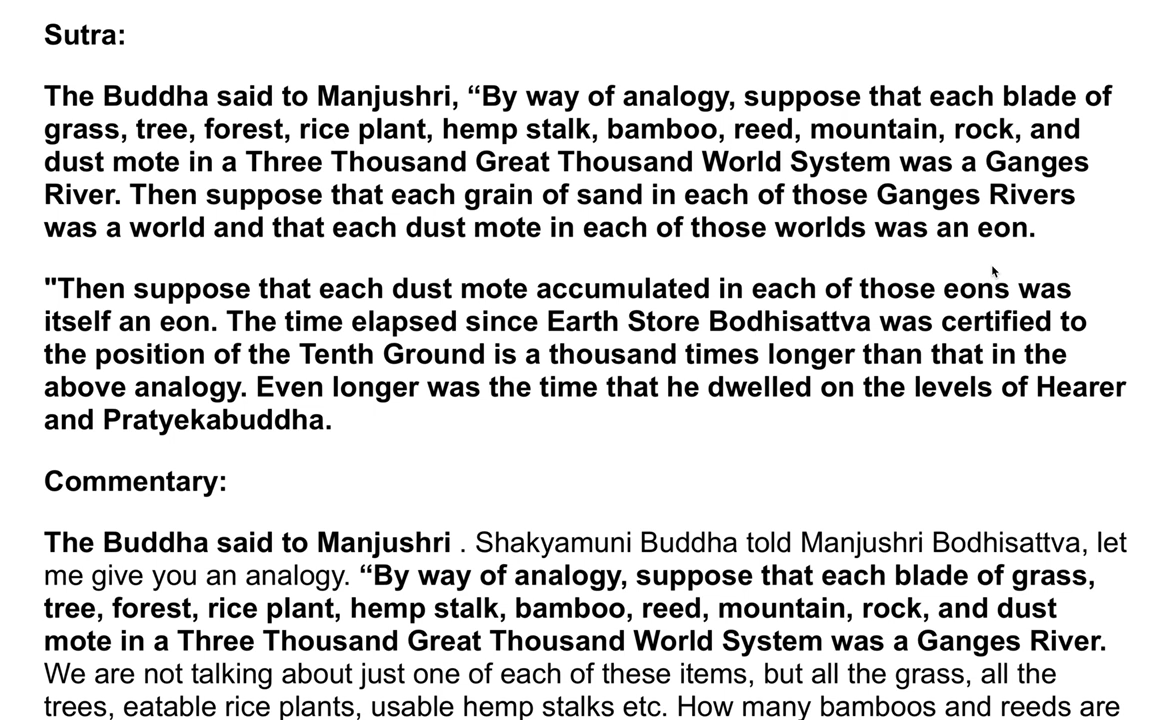 Sutra:
The Buddha said to Manjushri, “By way of analogy, suppose that each blade of
grass, tree, forest, rice plant, hemp stalk, bamboo, reed, mountain, rock, and
dust mote in a Three Thousand Great Thousand World System was a Ganges
River. Then suppose that each grain of sand in each of those Ganges Rivers
was a world and that each dust mote in each of those worlds was an eon.
"Then suppose that each dust mote accumulated in each of those eons was
itself an eon. The time elapsed since Earth Store Bodhisattva was certified to
the position of the Tenth Ground is a thousand times longer than that in the
above analogy. Even longer was the time that he dwelled on the levels of Hearer
and Pratyekabuddha.
Commentary:
The Buddha said to Manjushri . Shakyamuni Buddha told Manjushri Bodhisattva, let
me give you an analogy. “By way of analogy, suppose that each blade of grass,
tree, forest, rice plant, hemp stalk, bamboo, reed, mountain, rock, and dust
mote in a Three Thousand Great Thousand World System was a Ganges River.
We are not talking about just one of each of these items, but all the grass, all the
trees, eatable rice plants, usable hemp stalks etc. How many bamboos and reeds are